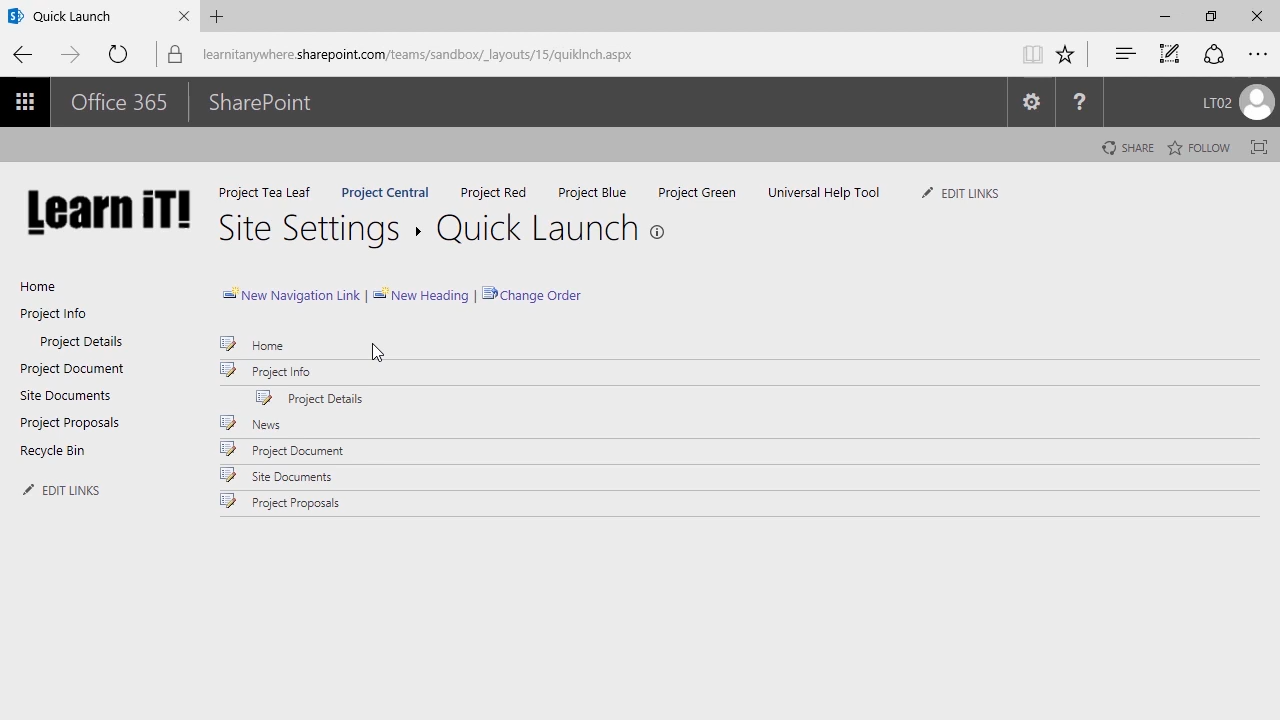 Quick Launch
learnitanywhere.sharepoint.com/teams/sandbox/_layouts/15/quiklnch.aspx
Office 365 SharePoint ? LT02
SHARE FOLLOW
Learn iT!
Project Tea Leaf Project Central Project Red Project Blue Project Green Universal Help Tool EDIT LINKS
Site Settings ▸ Quick Launch
Home
Project Info
Project Details
Project Document
Site Documents
Project Proposals
Recycle Bin
EDIT LINKS
New Navigation Link | New Heading | Change Order
Home
Project Info
Project Details
News
Project Document
Site Documents
Project Proposals